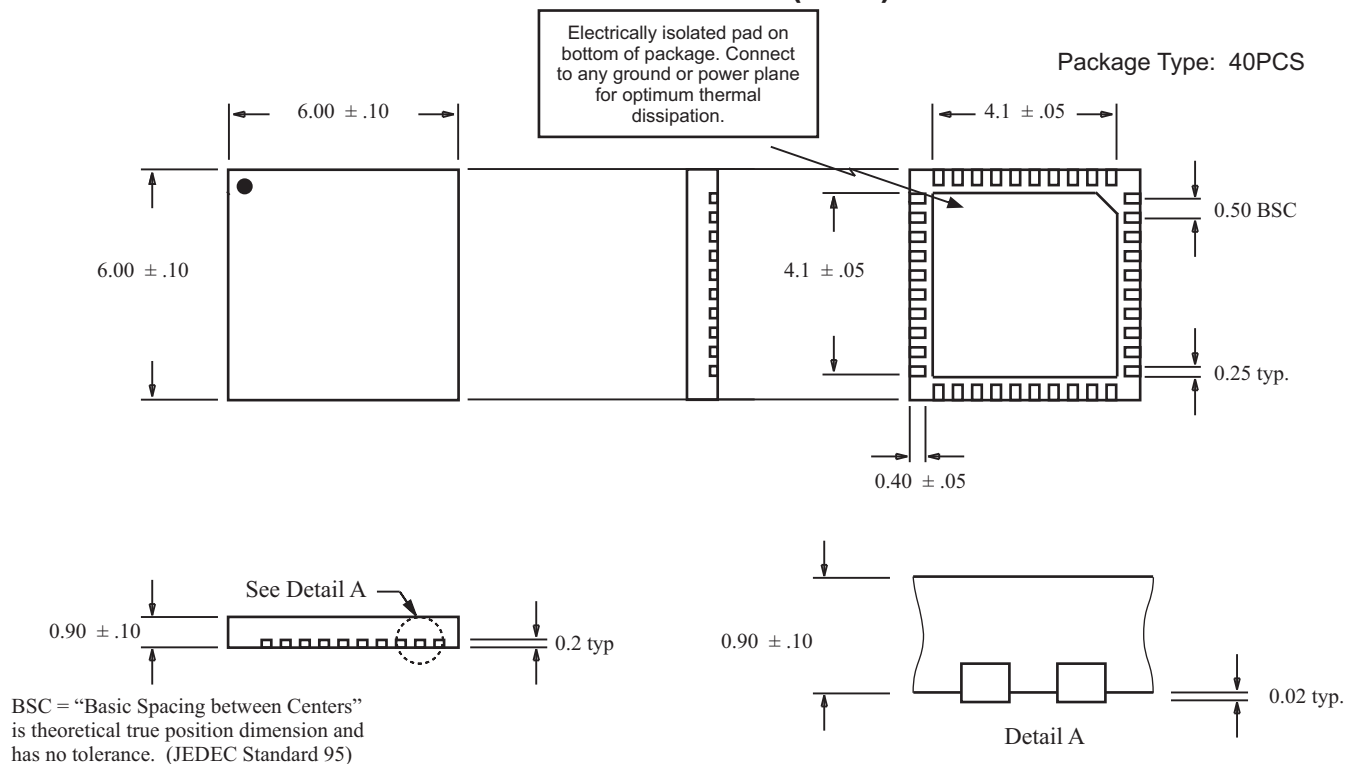 Electrically isolated pad on
bottom of package. Connect
to any ground or power plane
for optimum thermal
dissipation.
Package Type: 40PCS
6.00 ± .10
4.1 ± .05
6.00 ± .10
4.1 ± .05
0.50 BSC
0.25 typ.
0.40 ± .05
See Detail A
0.90 ± .10
0.2 typ
0.90 ± .10
0.02 typ.
Detail A
BSC = “Basic Spacing between Centers”
is theoretical true position dimension and
has no tolerance. (JEDEC Standard 95)